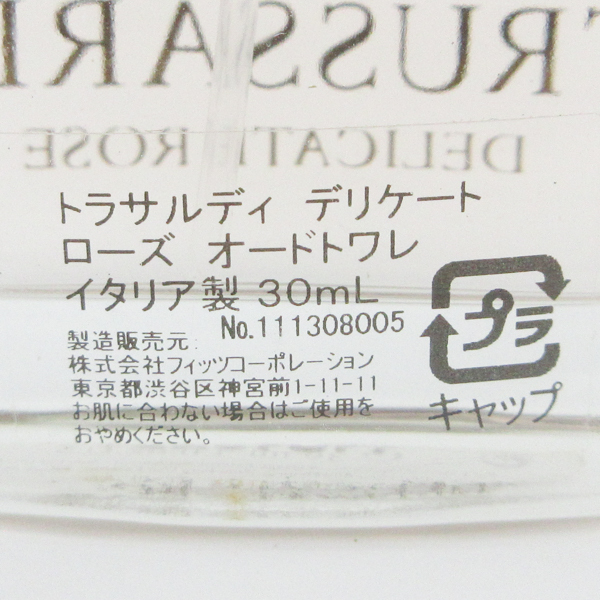 TRUSSARDI
DELICATE ROSE
トラサルディ デリケート
ローズ オードトワレ
イタリア製 30mL
No.111308005
製造販売元:
株式会社フィッツコーポレーション
東京都渋谷区神宮前1-11-11
お肌に合わない場合はご使用を
おやめください。
プラ
キャップ